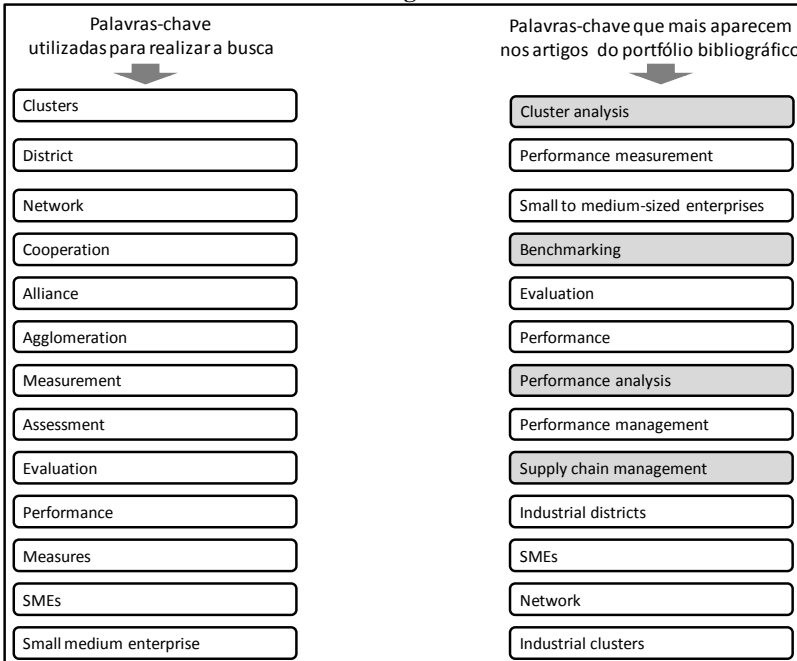 Palavras-chave
utilizadas para realizar a busca
Clusters
District
Network
Cooperation
Alliance
Agglomeration
Measurement
Assessment
Evaluation
Performance
Measures
SMEs
Small medium enterprise
Palavras-chave que mais aparecem
nos artigos do portfólio bibliográfico
Cluster analysis
Performance measurement
Small to medium-sized enterprises
Benchmarking
Evaluation
Performance
Performance analysis
Performance management
Supply chain management
Industrial districts
SMEs
Network
Industrial clusters